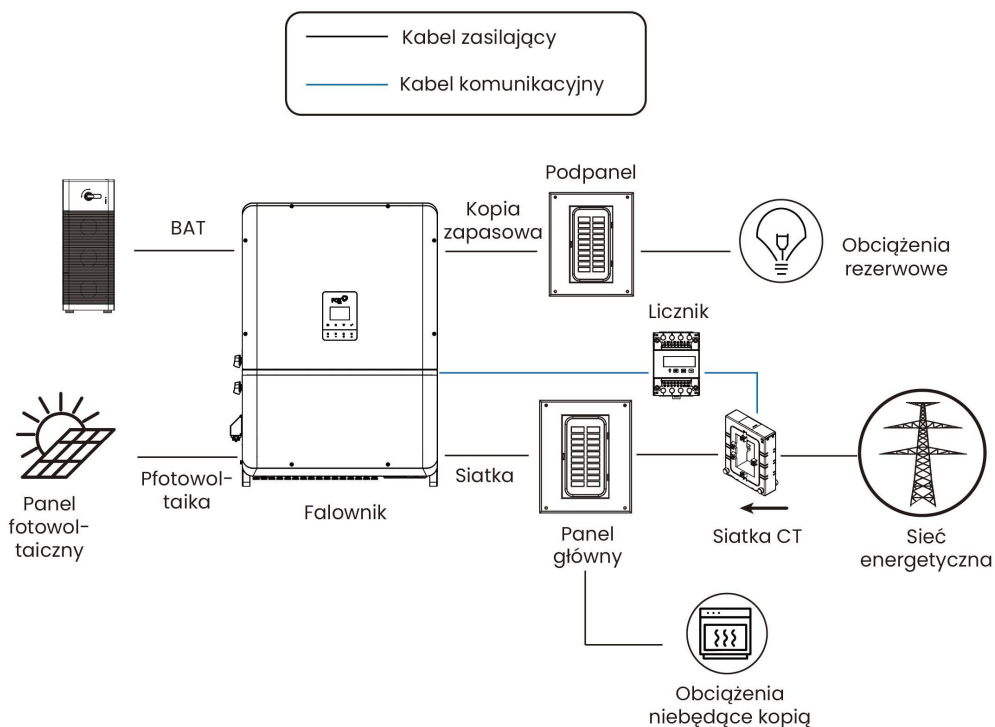 Kabel zasilający
Kabel komunikacyjny
Podpanel
BAT
Kopia
zapasowa
Obciążenia
rezerwowe
FOX
Licznik
Pfotowol-
taika
Siatka
Panel
fotowol-
taiczny
Falownik
Panel
główny
Siatka CT
Sieć
energetyczna
Obciążenia
niebędące kopią